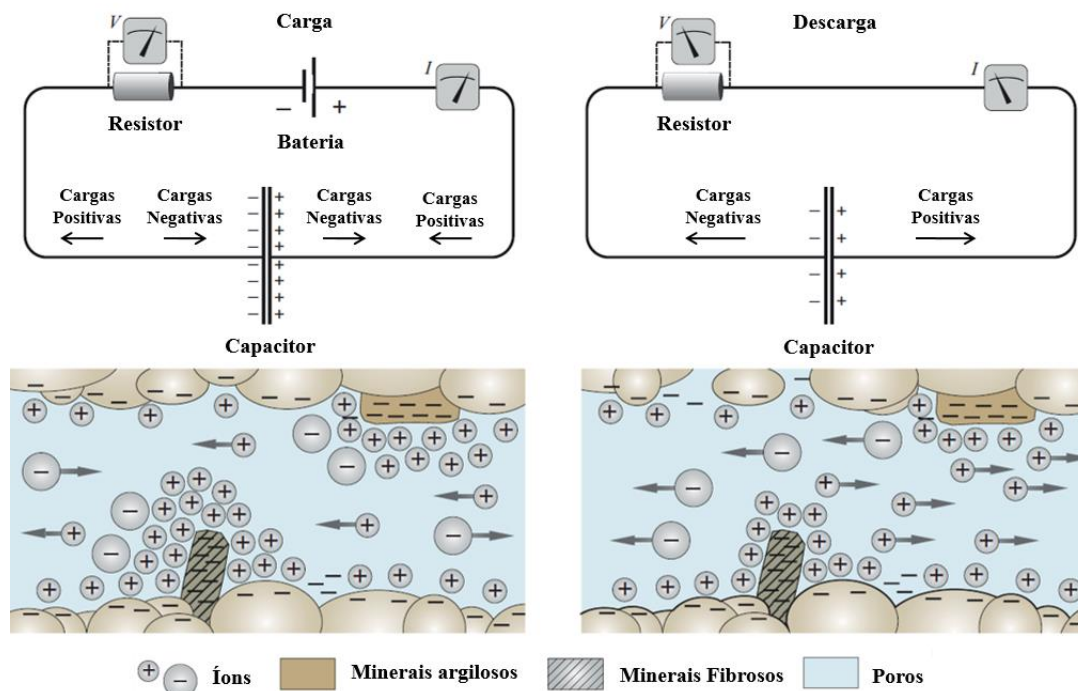 Carga
V
I
Resistor
− +
Bateria
Cargas
Positivas
Cargas
Negativas
Cargas
Negativas
Cargas
Positivas
Capacitor
Descarga
V
I
Resistor
Cargas
Negativas
Cargas
Positivas
Capacitor
Íons
Minerais argilosos
Minerais Fibrosos
Poros